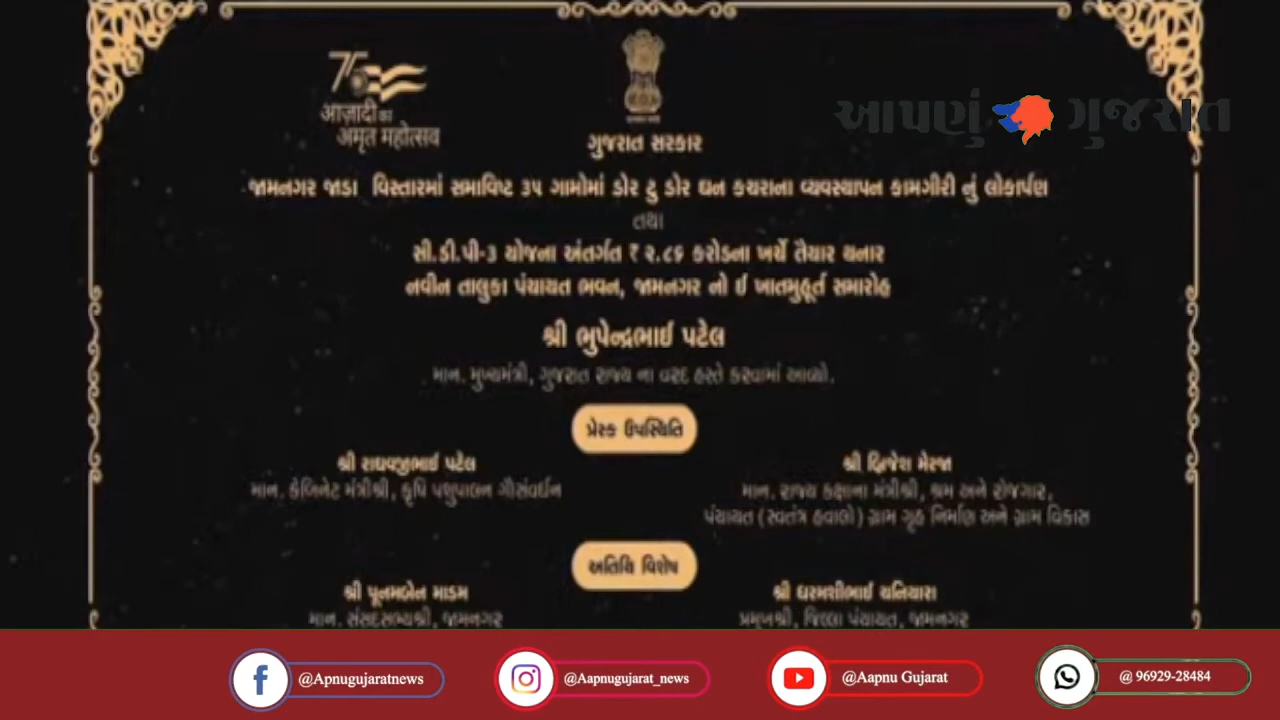 75
आज़ादी का
अमृत महोत्सव
ગુજરાત સરકાર
આપણું ગુજરાત
જામનગર જાડા વિસ્તારમાં સમાવિષ્ટ ૩૫ ગામોમાં ડોર ટુ ડોર ઘન કચરાના વ્યવસ્થાપન કામગીરી નું લોકાર્પણ
તથા
સી.ડી.પી-૩ યોજના અંતર્ગત ₹ ૨.૮૬ કરોડના ખર્ચે તૈયાર થનાર
નવીન તાલુકા પંચાયત ભવન, જામનગર નો ઈ ખાતમુહૂર્ત સમારોહ
શ્રી ભુપેન્દ્રભાઈ પટેલ
માન. મુખ્યમંત્રી, ગુજરાત રાજ્ય ના વરદ હસ્તે કરવામાં આવ્યો.
પ્રેરક ઉપસ્થિતિ
શ્રી રાઘવજીભાઈ પટેલ
માન. કેબિનેટ મંત્રીશ્રી, કૃષિ પશુપાલન ગૌસંવર્ધન
શ્રી બ્રિજેશ મેરજા
માન. રાજ્ય કક્ષાના મંત્રીશ્રી, શ્રમ અને રોજગાર,
પંચાયત (સ્વતંત્ર હવાલો) ગ્રામ ગૃહ નિર્માણ અને ગ્રામ વિકાસ
અતિથિ વિશેષ
શ્રી પૂનમબેન માડમ
માન. સંસદસભ્યશ્રી, જામનગર
શ્રી ધરમશીભાઈ ચનિયારા
પ્રમુખશ્રી, જિલ્લા પંચાયત, જામનગર
@Apnugujaratnews
@Aapnugujarat_news
@Aapnu Gujarat
@ 96929-28484